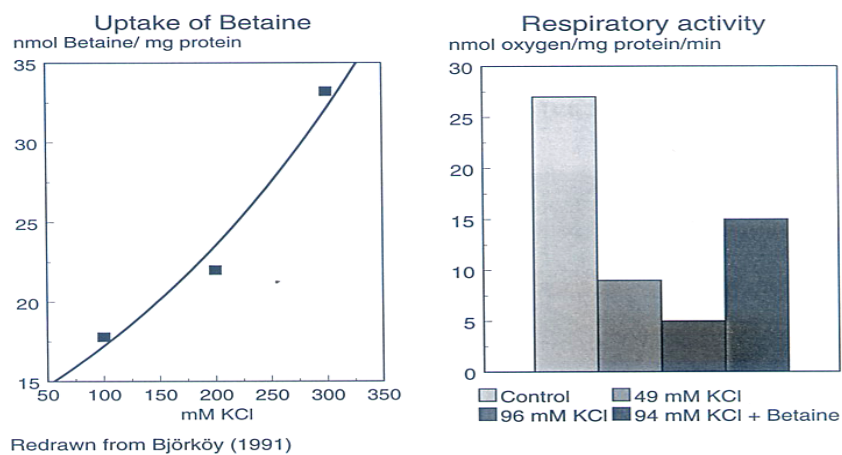 Uptake of Betaine
nmol Betaine/ mg protein
35
30
25
20
15
50 100 150 200 250 300 350
mM KCl
Redrawn from Björköy (1991)
Respiratory activity
nmol oxygen/mg protein/min
30
25
20
15
10
5
0
Control 49 mM KCl
96 mM KCl 94 mM KCl + Betaine